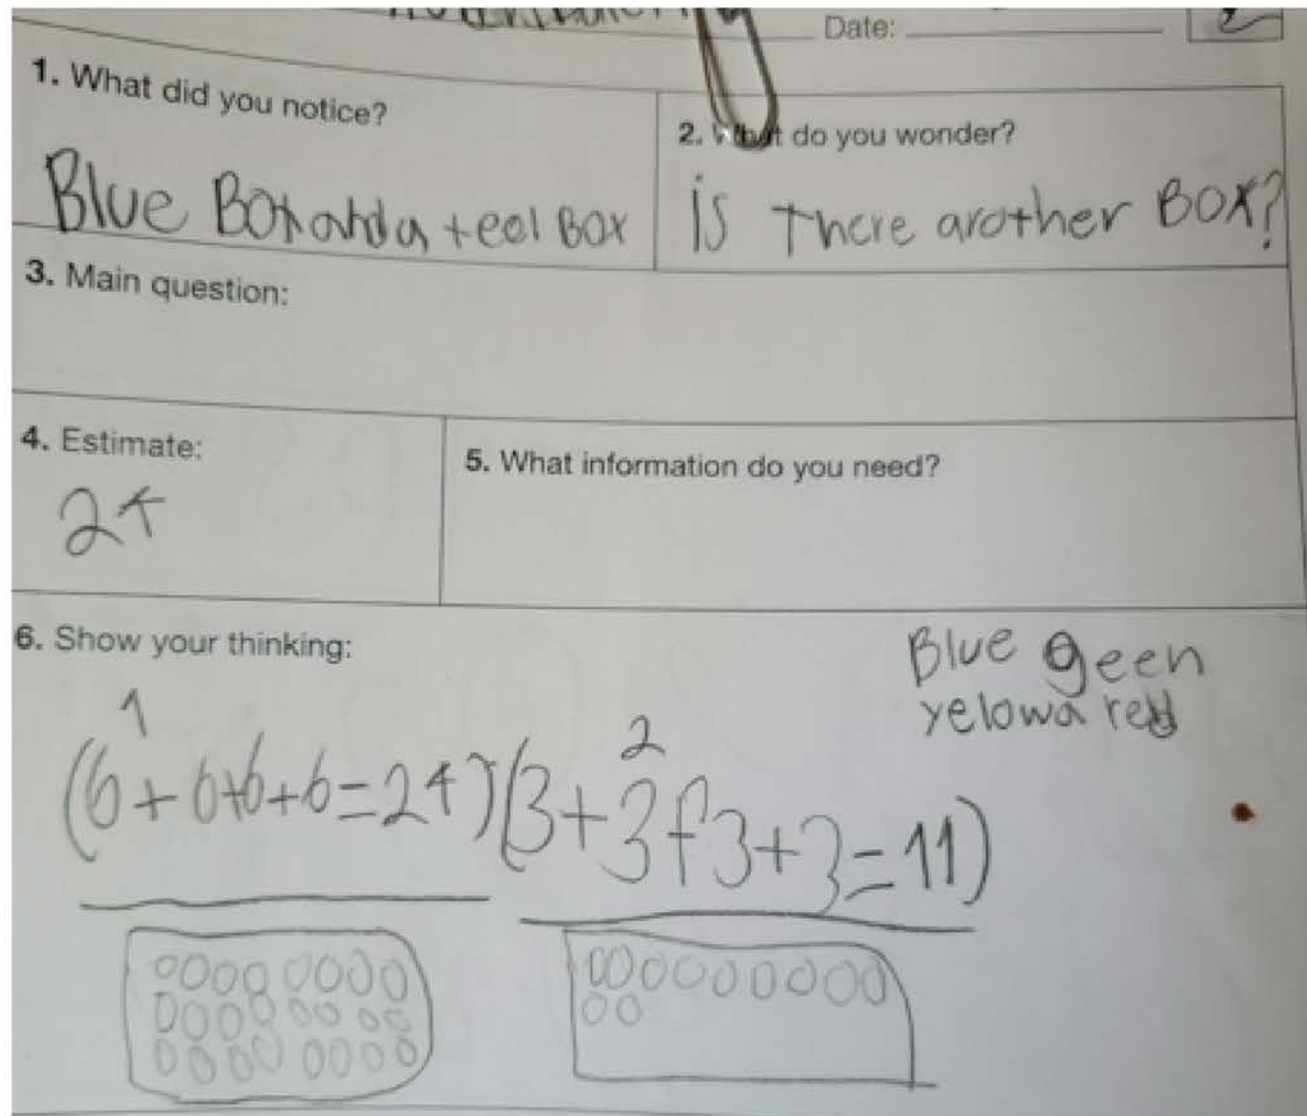 Date:
1. What did you notice?
Blue Box anda teel Box
2. What do you wonder?
is There arother Box?
3. Main question:
4. Estimate:
24
5. What information do you need?
6. Show your thinking:
Blue geen
yelowa red
1
2
(6+6+6+6=24)(3+3+3+3=11)